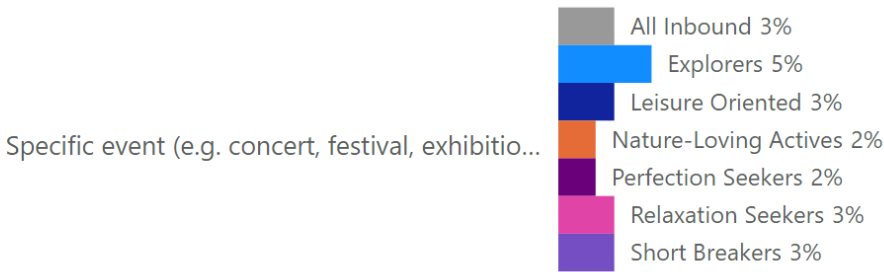 All Inbound 3%
Explorers 5%
Leisure Oriented 3%
Specific event (e.g. concert, festival, exhibitio...
Nature-Loving Actives 2%
Perfection Seekers 2%
Relaxation Seekers 3%
Short Breakers 3%